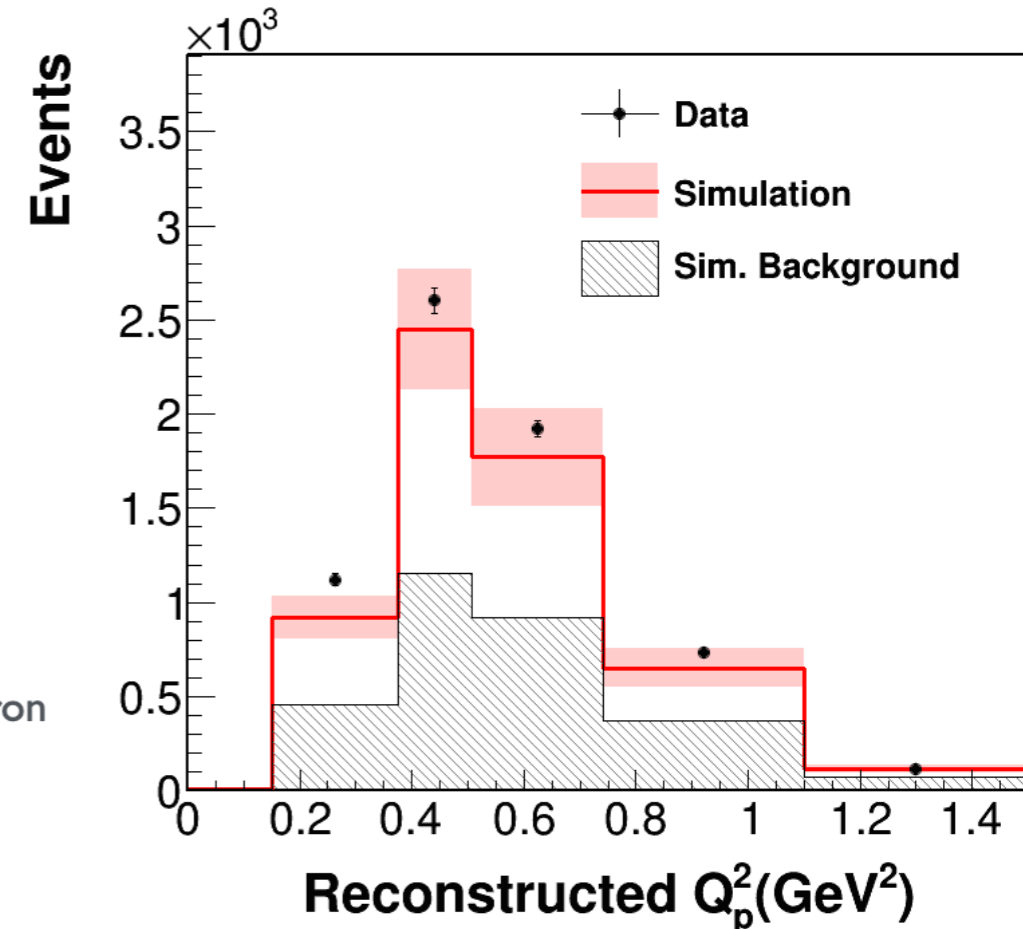 ×10³
Events
3.5
3
2.5
2
1.5
1
0.5
0
Data
Simulation
Sim. Background
ron
0 0.2 0.4 0.6 0.8 1 1.2 1.4
Reconstructed Q²ₚ(GeV²)